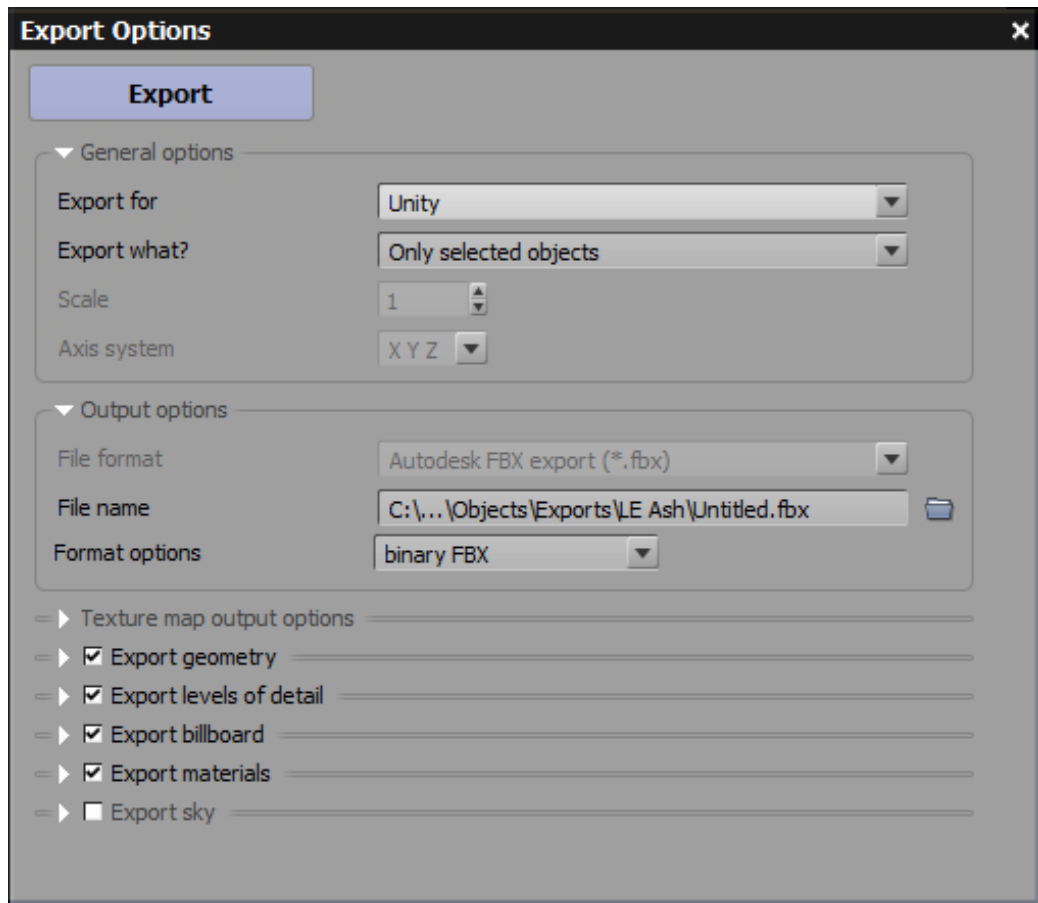 Export Options
Export
General options
Export for Unity
Export what? Only selected objects
Scale 1
Axis system X Y Z
Output options
File format Autodesk FBX export (*.fbx)
File name C:\...\Objects\Exports\LE Ash\Untitled.fbx
Format options binary FBX
Texture map output options
Export geometry
Export levels of detail
Export billboard
Export materials
Export sky